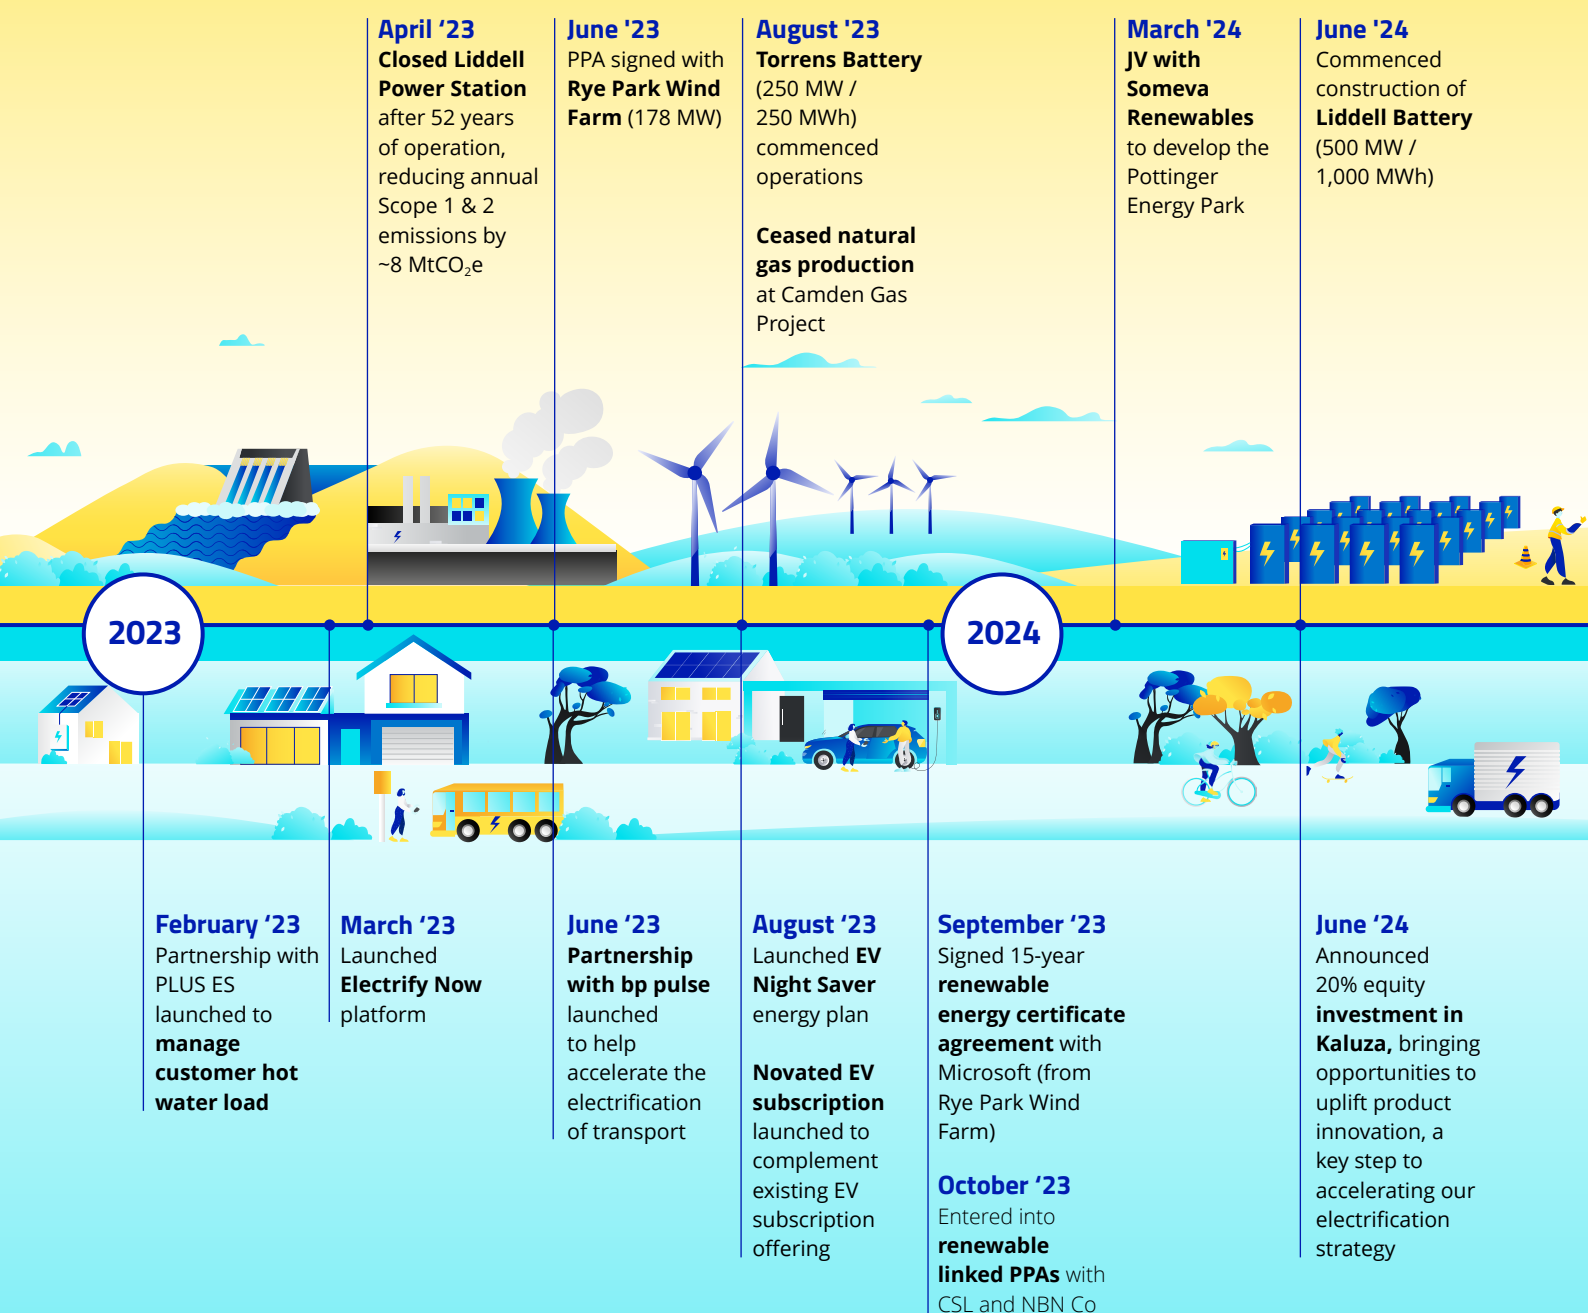 April ‘23
Closed Liddell
Power Station
after 52 years
of operation,
reducing annual
Scope 1 & 2
emissions by
~8 MtCO₂e
June '23
PPA signed with
Rye Park Wind
Farm (178 MW)
August '23
Torrens Battery
(250 MW /
250 MWh)
commenced
operations
Ceased natural
gas production
at Camden Gas
Project
March '24
JV with
Someva
Renewables
to develop the
Pottinger
Energy Park
June '24
Commenced
construction of
Liddell Battery
(500 MW /
1,000 MWh)
2023
2024
February ‘23
Partnership with
PLUS ES
launched to
manage
customer hot
water load
March ‘23
Launched
Electrify Now
platform
June ‘23
Partnership
with bp pulse
launched
to help
accelerate the
electrification
of transport
August ‘23
Launched EV
Night Saver
energy plan
Novated EV
subscription
launched to
complement
existing EV
subscription
offering
September ‘23
Signed 15-year
renewable
energy certificate
agreement with
Microsoft (from
Rye Park Wind
Farm)
October ‘23
Entered into
renewable
linked PPAs with
CSL and NBN Co
June ‘24
Announced
20% equity
investment in
Kaluza, bringing
opportunities to
uplift product
innovation, a
key step to
accelerating our
electrification
strategy